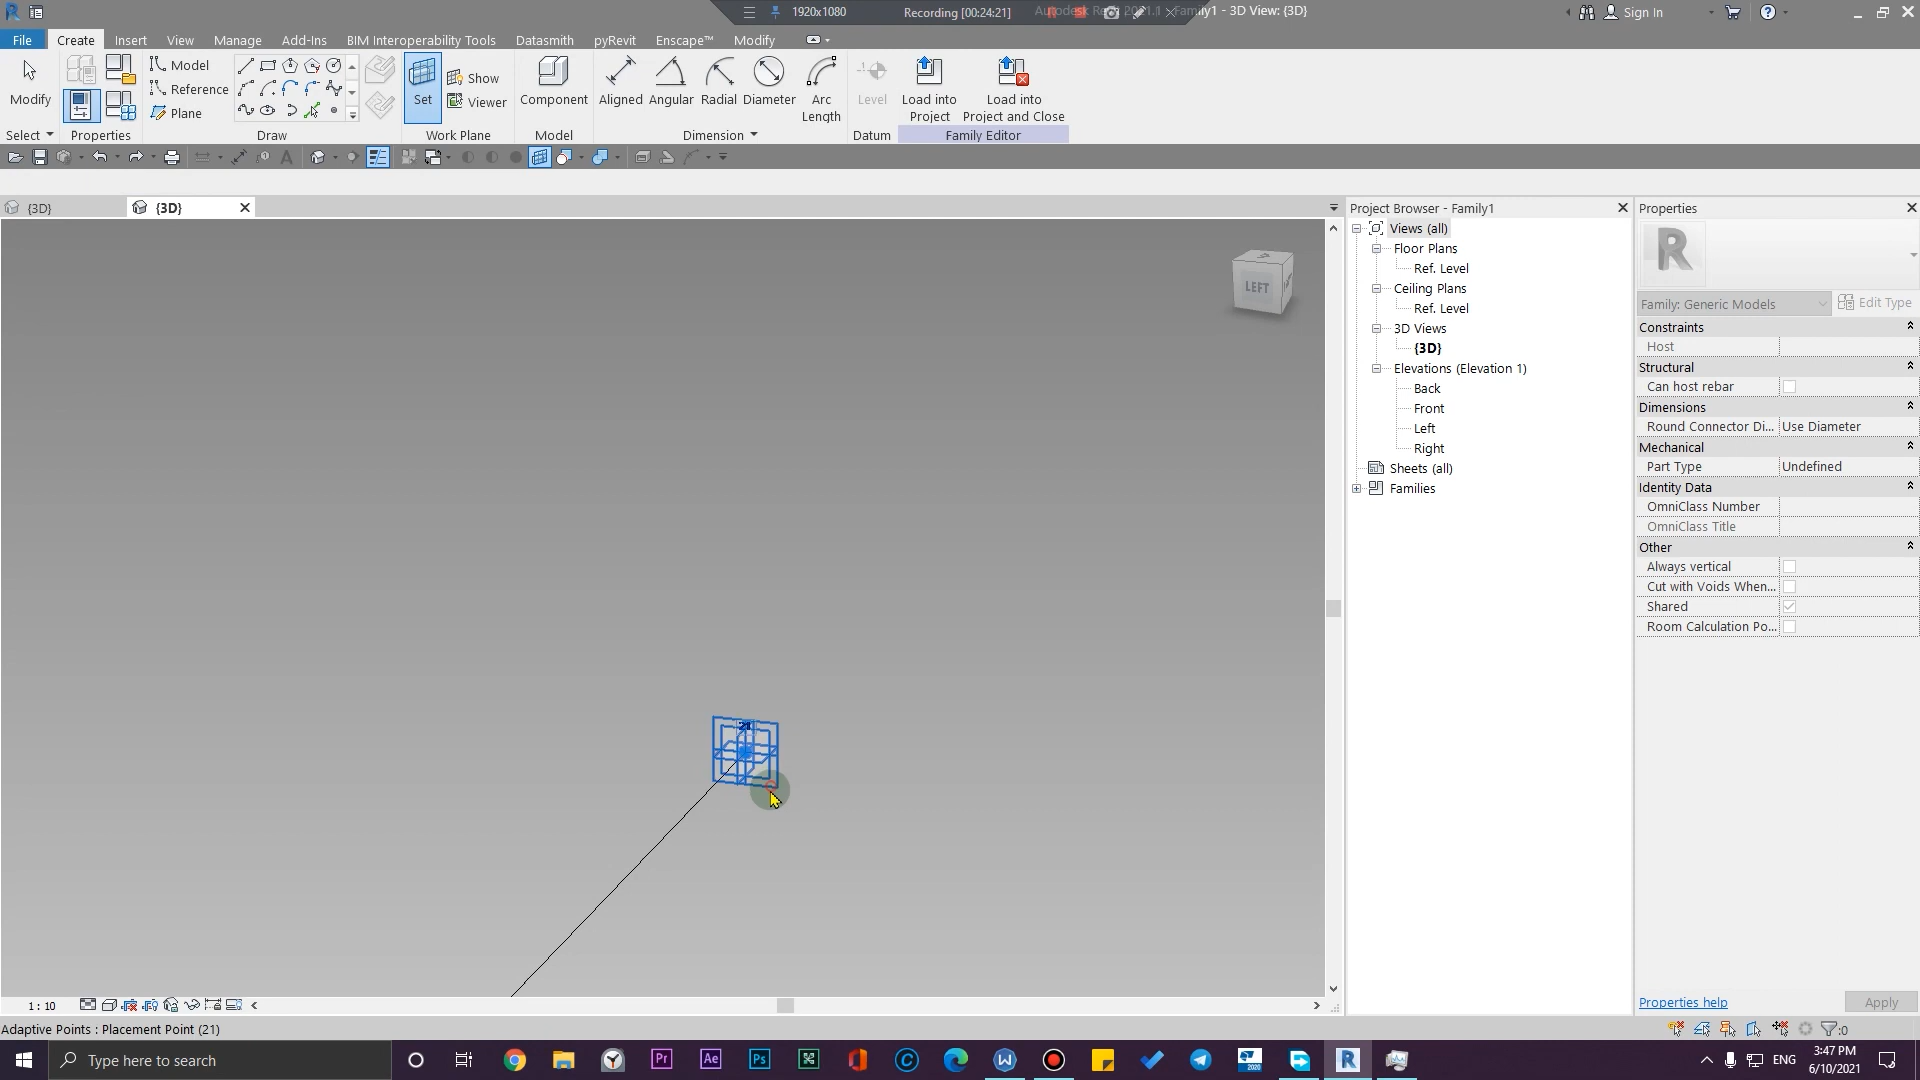 1920x1080
Recording [00:24:21]
Family1 - 3D View: {3D}
Sign In
File
Create
Insert
View
Manage
Add-Ins
BIM Interoperability Tools
Datasmith
pyRevit
Enscape™
Modify
Modify
Select
Properties
Model
Reference
Plane
Draw
Set
Show
Viewer
Work Plane
Component
Model
Aligned
Angular
Radial
Diameter
Arc
Length
Dimension
Level
Datum
Load into
Project
Load into
Project and Close
Family Editor
{3D}
{3D}
LEFT
Project Browser - Family1
Views (all)
Floor Plans
Ref. Level
Ceiling Plans
Ref. Level
3D Views
{3D}
Elevations (Elevation 1)
Back
Front
Left
Right
Sheets (all)
Families
Properties
R
Family: Generic Models
Edit Type
Constraints
Host
Structural
Can host rebar
Dimensions
Round Connector Di... Use Diameter
Mechanical
Part Type Undefined
Identity Data
OmniClass Number
OmniClass Title
Other
Always vertical
Cut with Voids When...
Shared
Room Calculation Po...
Properties help
Apply
1 : 10
Adaptive Points : Placement Point (21)
:0
Type here to search
Pr
Ae
Ps
2020
R
ENG
3:47 PM
6/10/2021